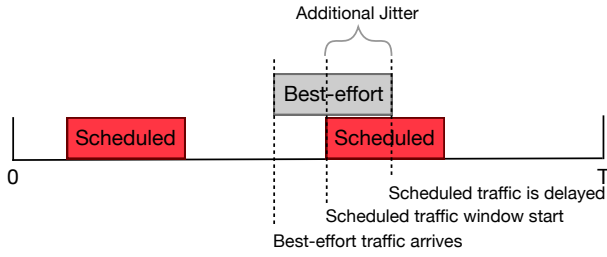 Additional Jitter
Best-effort
Scheduled
Scheduled
0
T
Scheduled traffic is delayed
Scheduled traffic window start
Best-effort traffic arrives